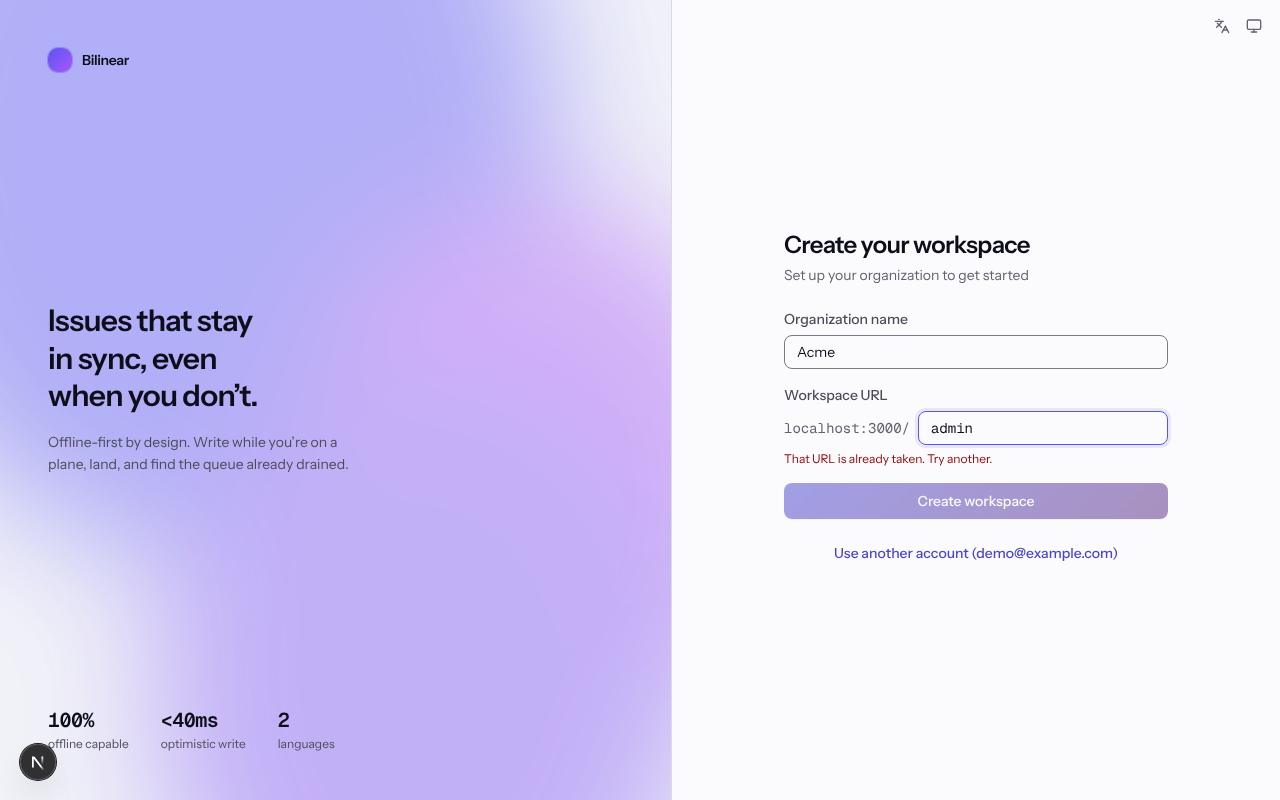 Bilinear
Issues that stay
in sync, even
when you don’t.
Offline-first by design. Write while you’re on a
plane, land, and find the queue already drained.
100%
offline capable
<40ms
optimistic write
2
languages
N
Create your workspace
Set up your organization to get started
Organization name
Acme
Workspace URL
localhost:3000/ admin
That URL is already taken. Try another.
Create workspace
Use another account (demo@example.com)